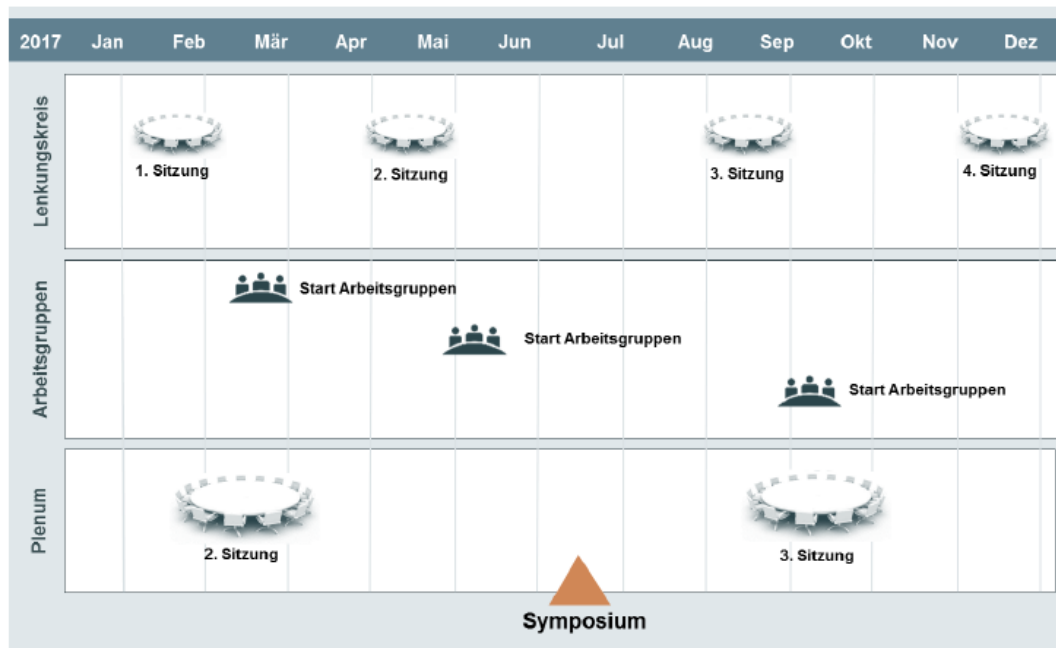 2017 Jan Feb Mär Apr Mai Jun Jul Aug Sep Okt Nov Dez
Lenkungskreis
1. Sitzung 2. Sitzung 3. Sitzung 4. Sitzung
Arbeitsgruppen
Start Arbeitsgruppen
Start Arbeitsgruppen
Start Arbeitsgruppen
Plenum
2. Sitzung 3. Sitzung
Symposium